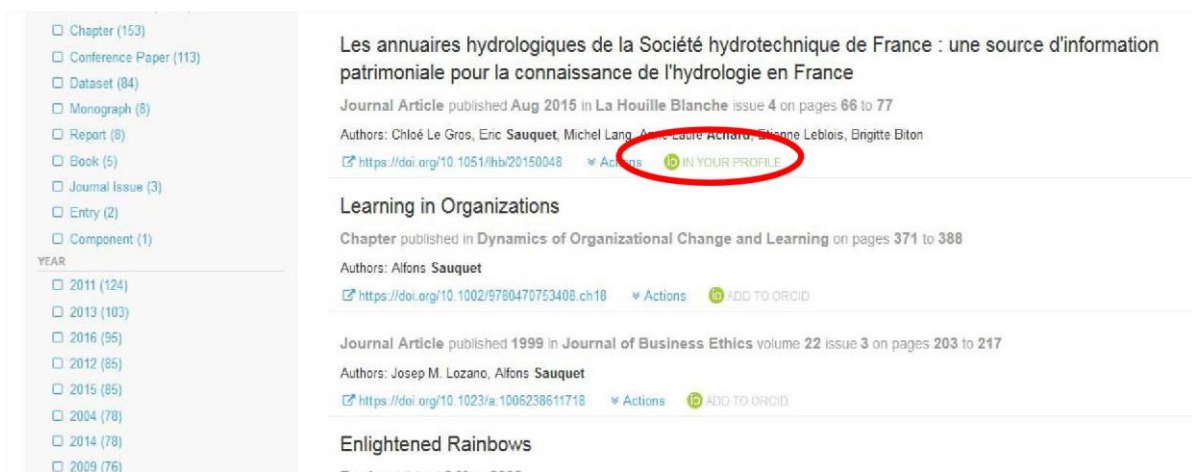 Chapter (153)
Conference Paper (113)
Dataset (84)
Monograph (8)
Report (8)
Book (5)
Journal Issue (3)
Entry (2)
Component (1)
YEAR
2011 (124)
2013 (103)
2016 (95)
2012 (85)
2015 (85)
2004 (78)
2014 (78)
2009 (76)
Les annuaires hydrologiques de la Société hydrotechnique de France : une source d'information
patrimoniale pour la connaissance de l'hydrologie en France
Journal Article published Aug 2015 in La Houille Blanche issue 4 on pages 66 to 77
Authors: Chloé Le Gros, Eric Sauquet, Michel Lang, Anne-Laure Achard, Etienne Leblois, Brigitte Biton
https://doi.org/10.1051/lhb/20150048 Actions iD IN YOUR PROFILE
Learning in Organizations
Chapter published in Dynamics of Organizational Change and Learning on pages 371 to 388
Authors: Alfons Sauquet
https://doi.org/10.1002/9780470753408.ch18 Actions iD ADD TO ORCID
Journal Article published 1999 in Journal of Business Ethics volume 22 issue 3 on pages 203 to 217
Authors: Josep M. Lozano, Alfons Sauquet
https://doi.org/10.1023/a:1006238611718 Actions iD ADD TO ORCID
Enlightened Rainbows